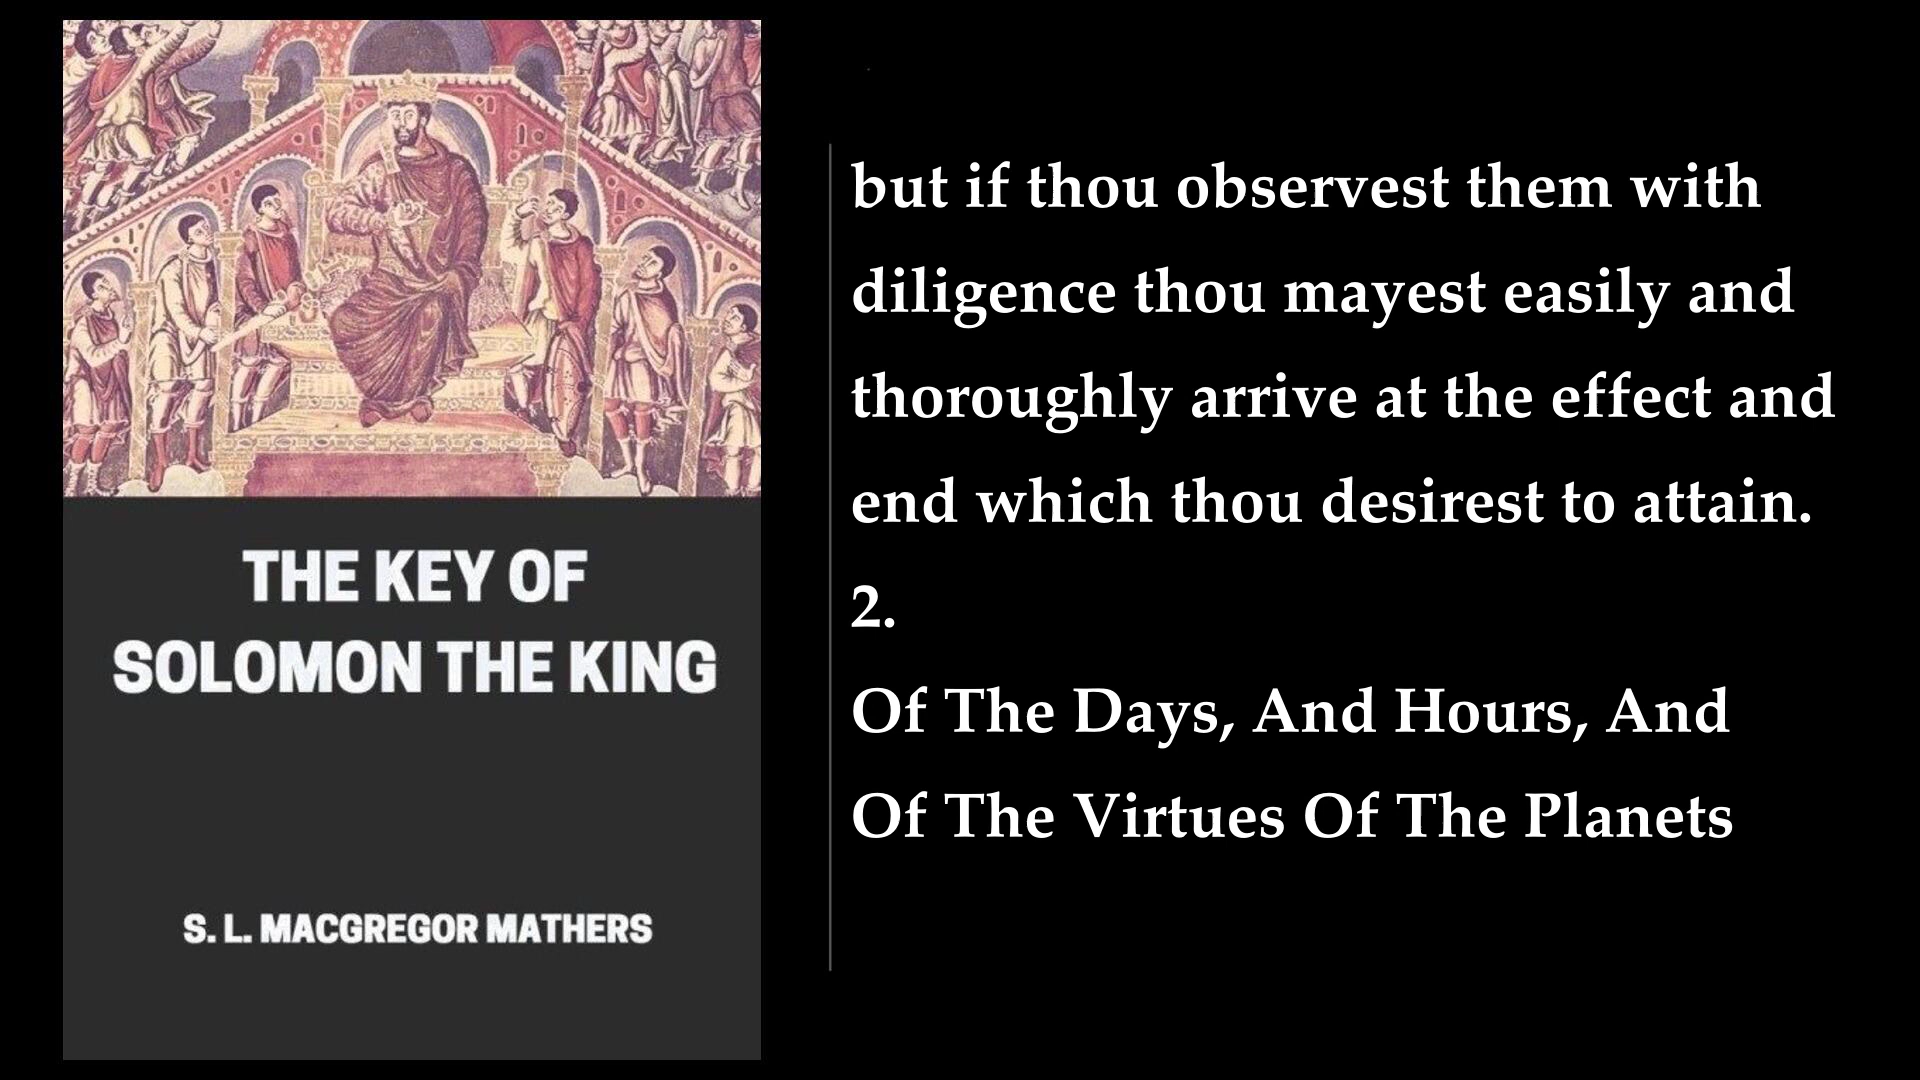 THE KEY OF
SOLOMON THE KING
S. L. MACGREGOR MATHERS
but if thou observest them with
diligence thou mayest easily and
thoroughly arrive at the effect and
end which thou desirest to attain.
2.
Of The Days, And Hours, And
Of The Virtues Of The Planets